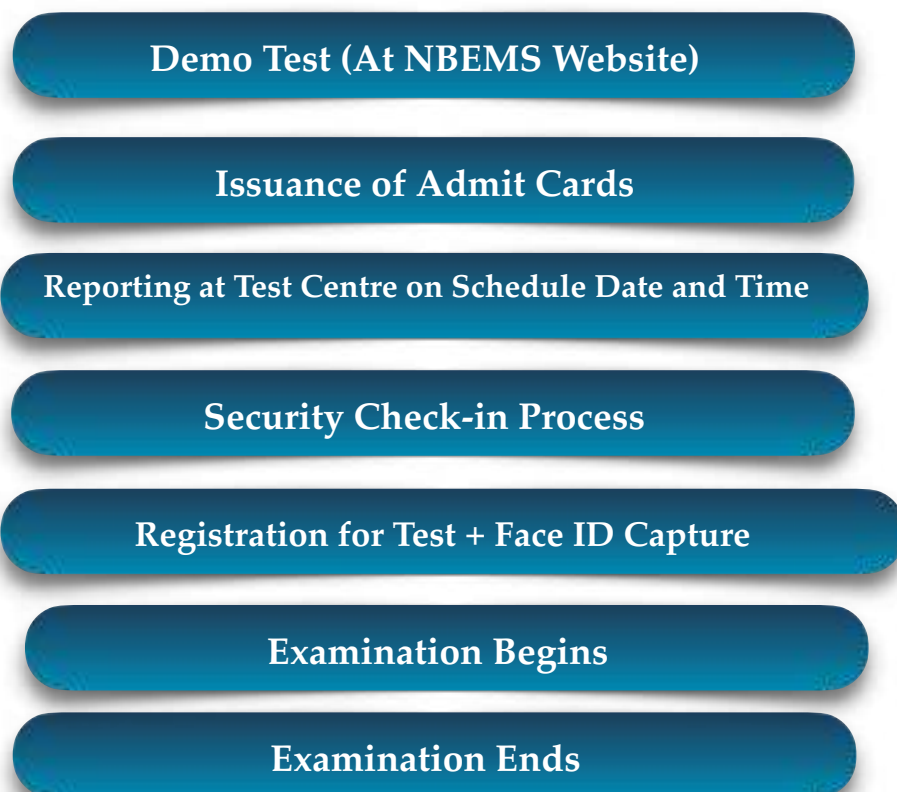 Demo Test (At NBEMS Website)
Issuance of Admit Cards
Reporting at Test Centre on Schedule Date and Time
Security Check-in Process
Registration for Test + Face ID Capture
Examination Begins
Examination Ends